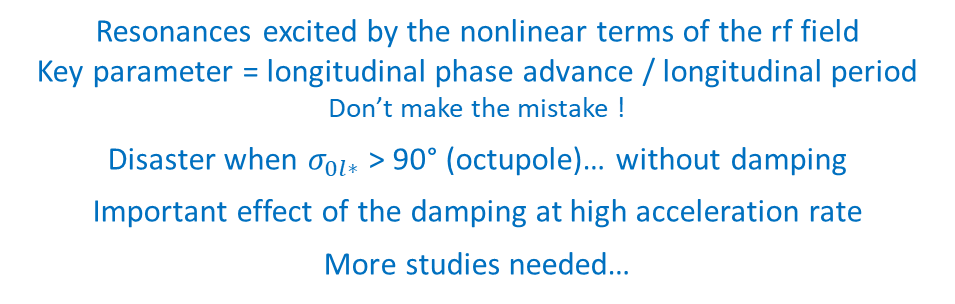 Resonances excited by the nonlinear terms of the rf field
Key parameter = longitudinal phase advance / longitudinal period
Don’t make the mistake !
Disaster when 𝜎₀𝑙* > 90° (octupole)… without damping
Important effect of the damping at high acceleration rate
More studies needed…